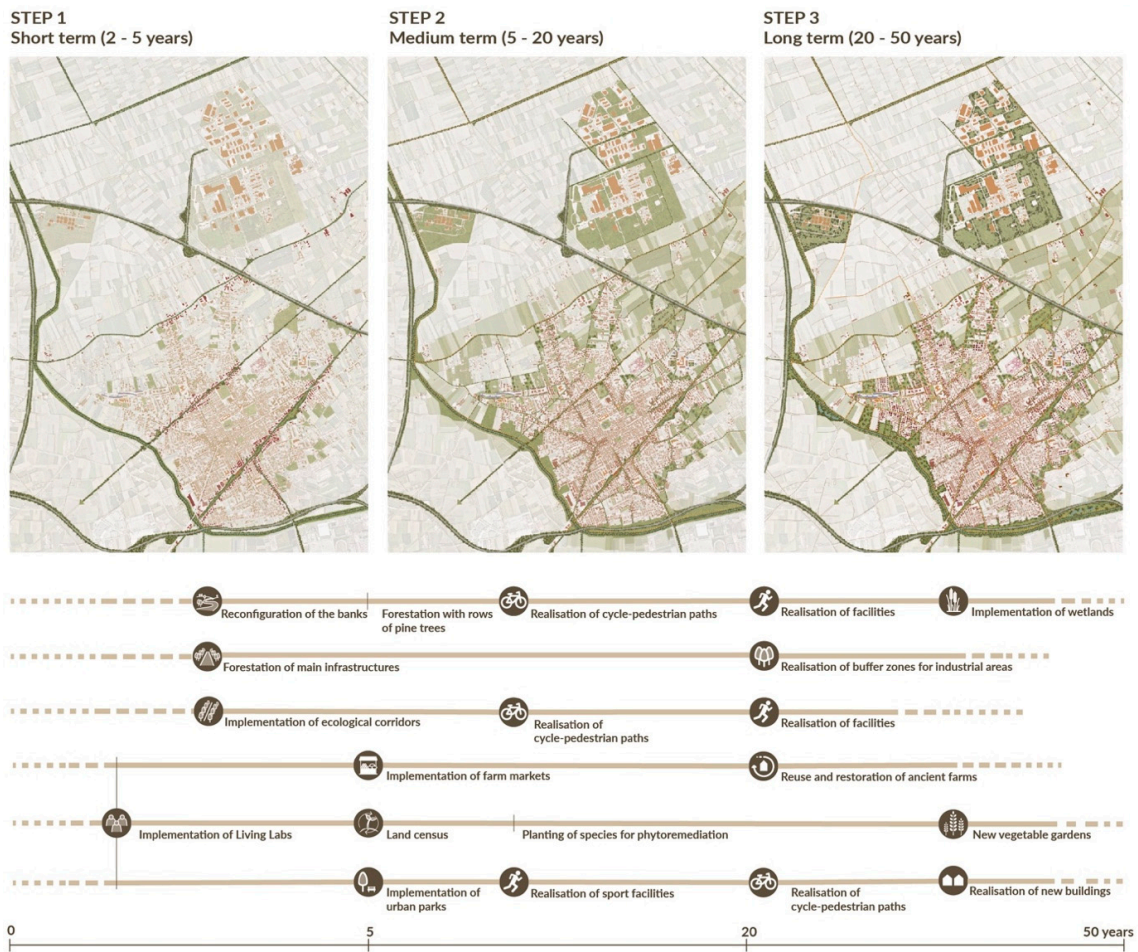 STEP 1
Short term (2 - 5 years)
STEP 2
Medium term (5 - 20 years)
STEP 3
Long term (20 - 50 years)
Reconfiguration of the banks
Forestation with rows
of pine trees
Realisation of cycle-pedestrian paths
Realisation of facilities
Implementation of wetlands
Forestation of main infrastructures
Realisation of buffer zones for industrial areas
Implementation of ecological corridors
Realisation of
cycle-pedestrian paths
Realisation of facilities
Implementation of farm markets
Reuse and restoration of ancient farms
Implementation of Living Labs
Land census
Planting of species for phytoremediation
New vegetable gardens
Implementation of
urban parks
Realisation of sport facilities
Realisation of
cycle-pedestrian paths
Realisation of new buildings
0
5
20
50 years